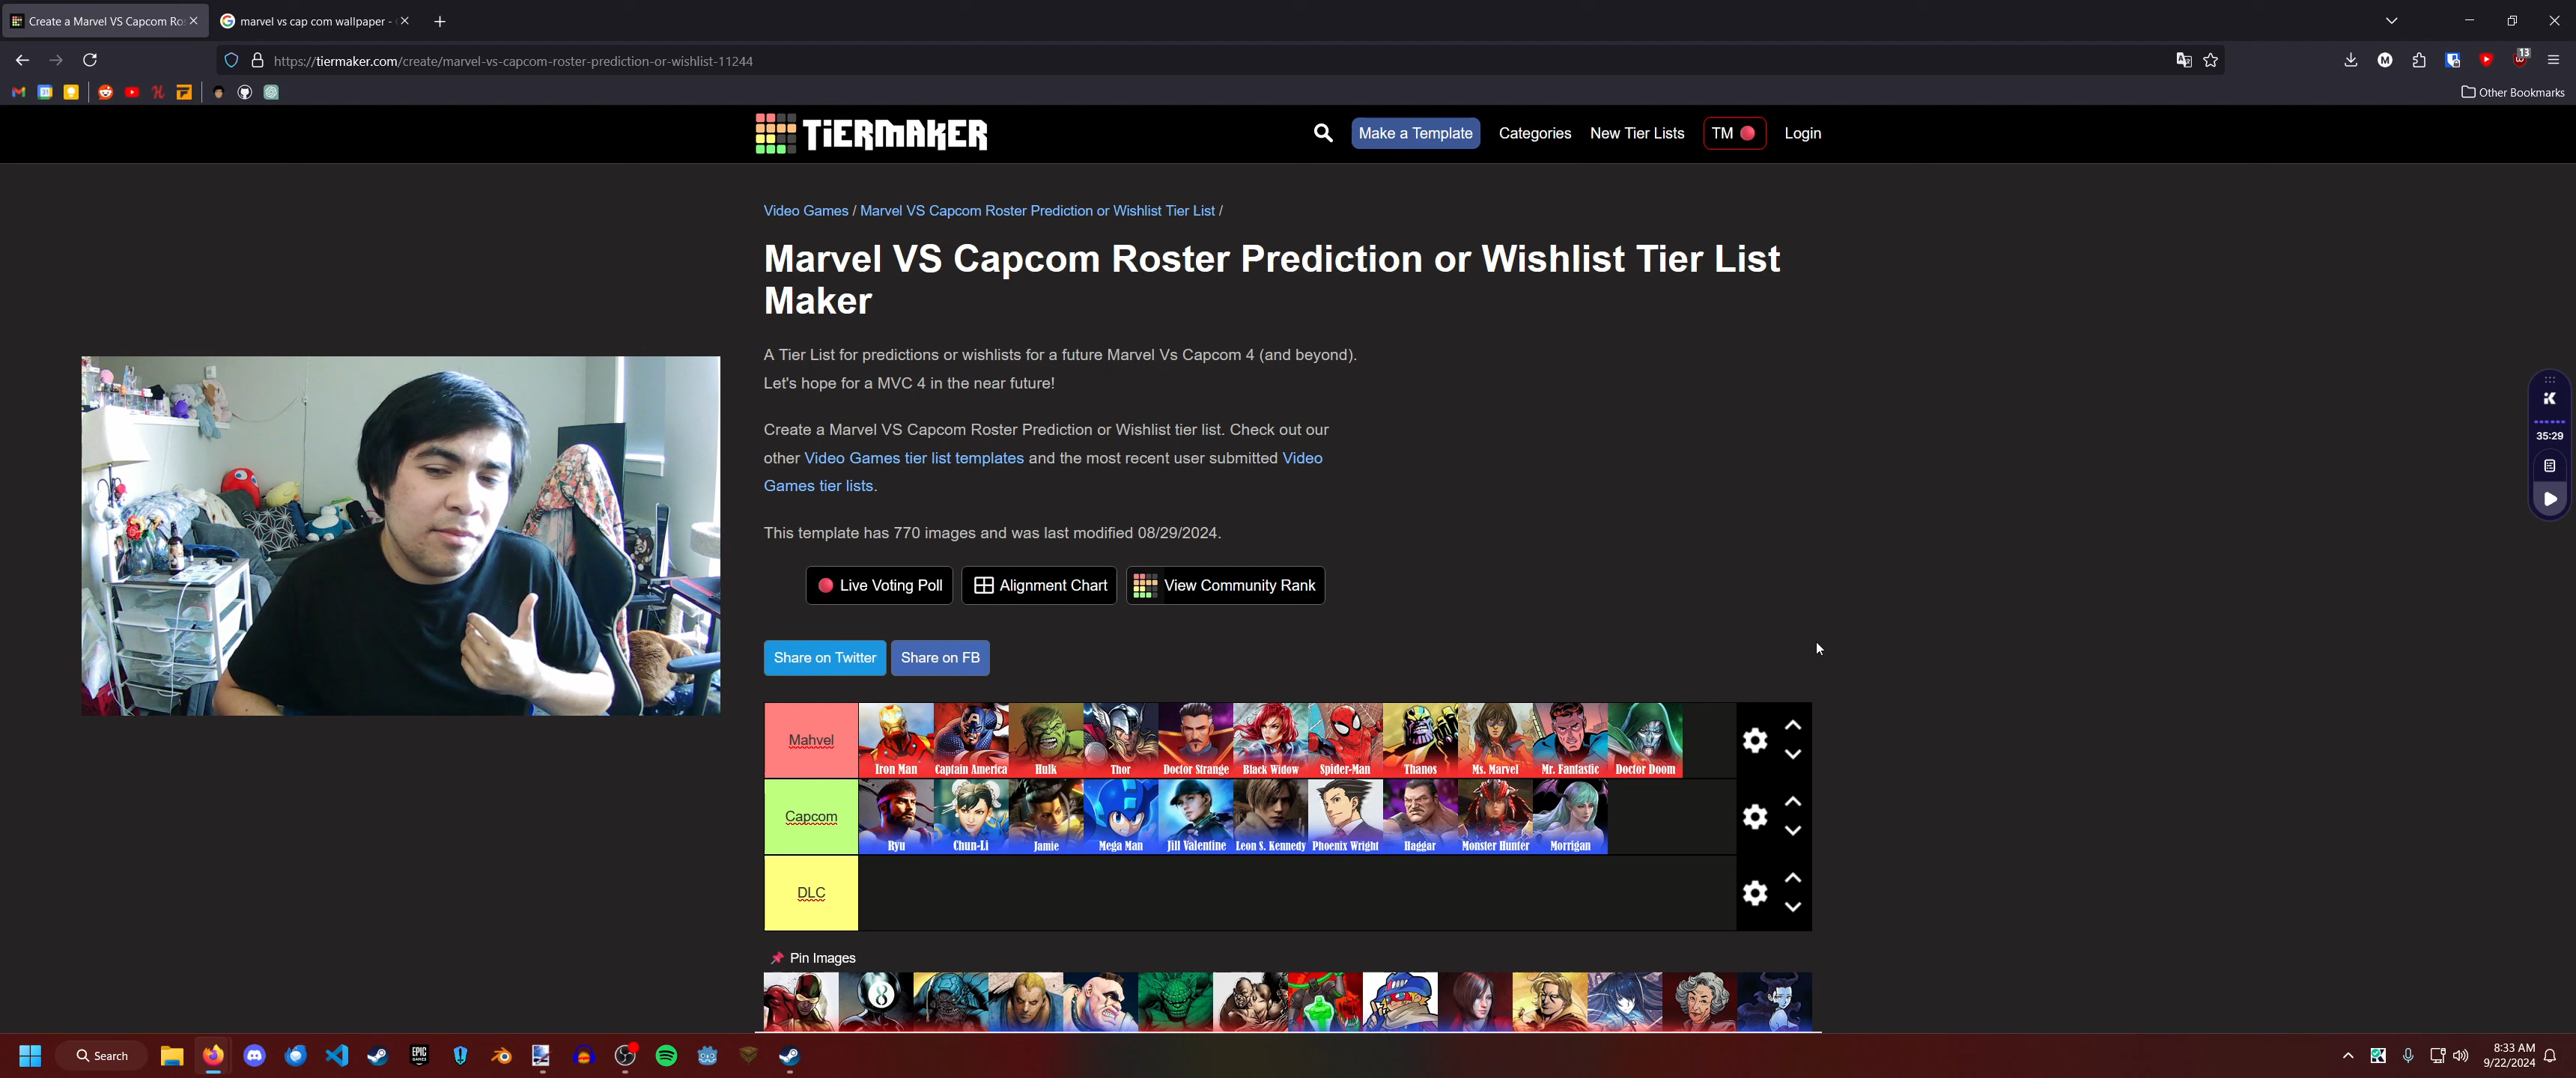 Create a Marvel VS Capcom Ro
marvel vs cap com wallpaper -
https://tiermaker.com/create/marvel-vs-capcom-roster-prediction-or-wishlist-11244
13
Other Bookmarks
TiERMAKER
Make a Template
Categories
New Tier Lists
TM
Login
Video Games / Marvel VS Capcom Roster Prediction or Wishlist Tier List /
Marvel VS Capcom Roster Prediction or Wishlist Tier List
Maker
A Tier List for predictions or wishlists for a future Marvel Vs Capcom 4 (and beyond).
Let's hope for a MVC 4 in the near future!
35:29
Create a Marvel VS Capcom Roster Prediction or Wishlist tier list. Check out our
other Video Games tier list templates and the most recent user submitted Video
Games tier lists.
This template has 770 images and was last modified 08/29/2024.
Live Voting Poll
Alignment Chart
View Community Rank
Share on Twitter
Share on FB
Mahvel
Iron Man
Captain America
Hulk
Thor
Doctor Strange
Black Widow
Spider-Man
Thanos
Ms. Marvel
Mr. Fantastic
Doctor Doom
Capcom
Ryu
Chun-Li
Jamie
Mega Man
Jill Valentine
Leon S. Kennedy
Phoenix Wright
Haggar
Monster Hunter
Morrigan
DLC
Pin Images
Search
EPIC GAMES
8:33 AM
9/22/2024